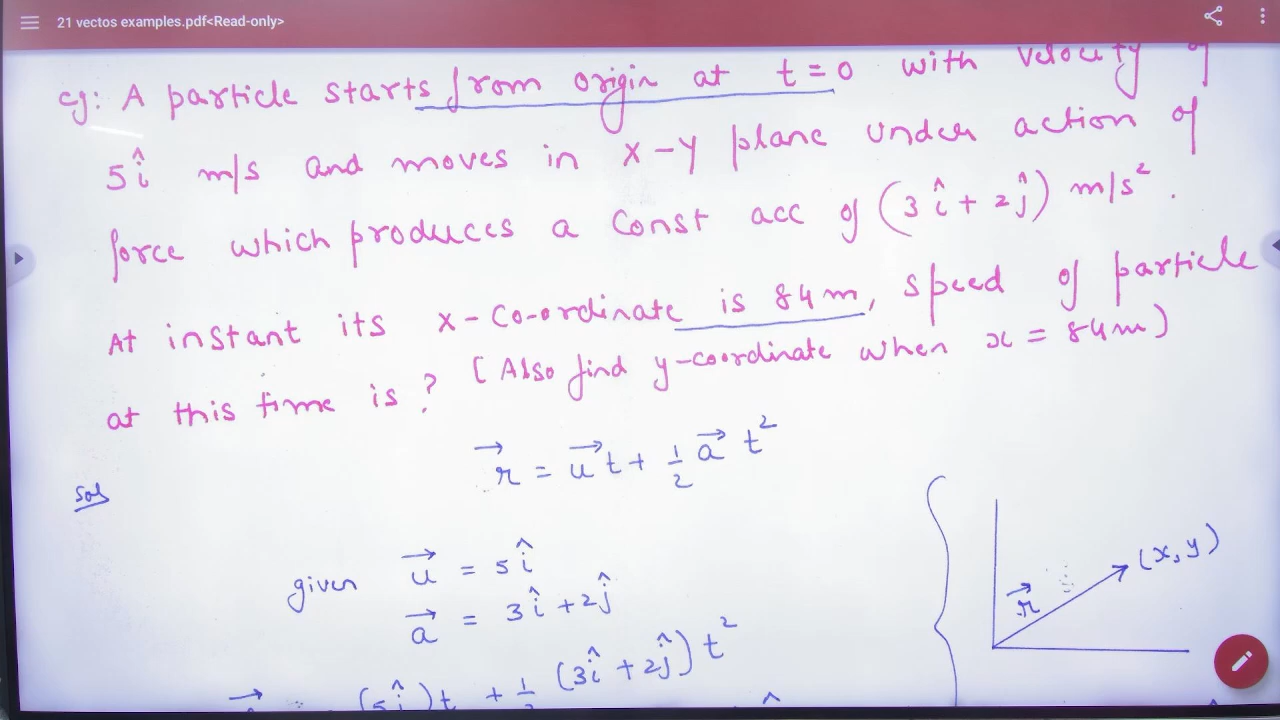 21 vectos examples.pdf<Read-only>
eg: A particle starts from origin at t = 0 with velocity of
5î m/s and moves in x-y plane under action of
force which produces a const acc of (3î + 2ĵ) m/s².
At instant its x-co-ordinate is 84m, speed of particle
at this time is? [Also find y-coordinate when x = 84m)
Sol
r⃗ = u⃗t + 1/2 a⃗ t²
given u⃗ = 5î
a⃗ = 3î + 2ĵ
(5î)t + 1/2 (3î + 2ĵ) t²
r⃗
(x, y)